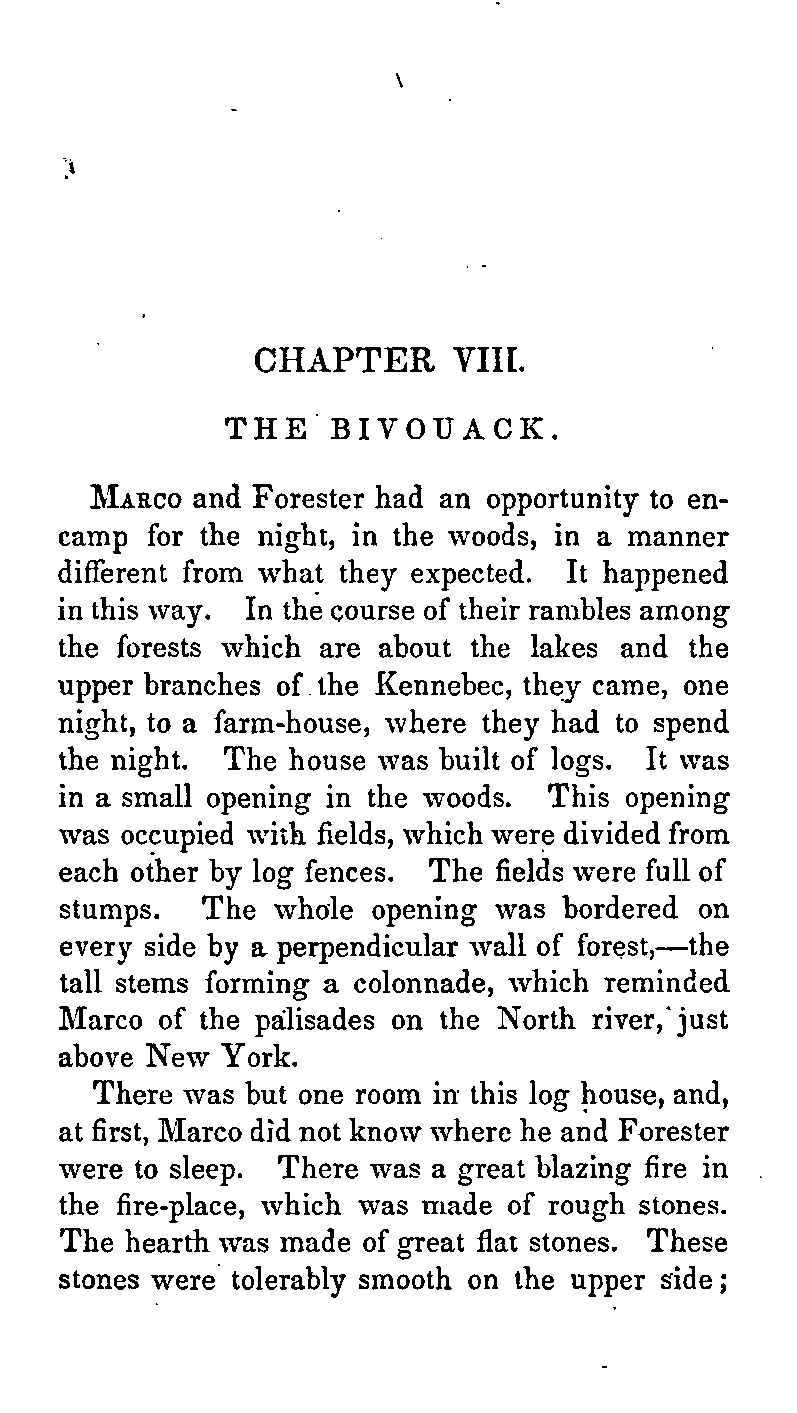 CHAPTER VIII.
THE BIVOUACK.
MARCO and Forester had an opportunity to en-
camp for the night, in the woods, in a manner
different from what they expected. It happened
in this way. In the course of their rambles among
the forests which are about the lakes and the
upper branches of the Kennebec, they came, one
night, to a farm-house, where they had to spend
the night. The house was built of logs. It was
in a small opening in the woods. This opening
was occupied with fields, which were divided from
each other by log fences. The fields were full of
stumps. The whole opening was bordered on
every side by a perpendicular wall of forest,—the
tall stems forming a colonnade, which reminded
Marco of the palisades on the North river, just
above New York.
There was but one room in this log house, and,
at first, Marco did not know where he and Forester
were to sleep. There was a great blazing fire in
the fire-place, which was made of rough stones.
The hearth was made of great flat stones. These
stones were tolerably smooth on the upper side;